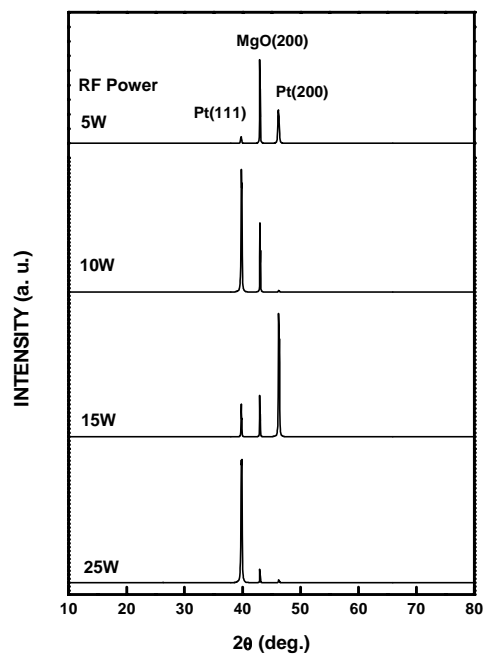 MgO(200)
RF Power
Pt(200)
Pt(111)
5W
10W
15W
25W
INTENSITY (a. u.)
10 20 30 40 50 60 70 80
2θ (deg.)